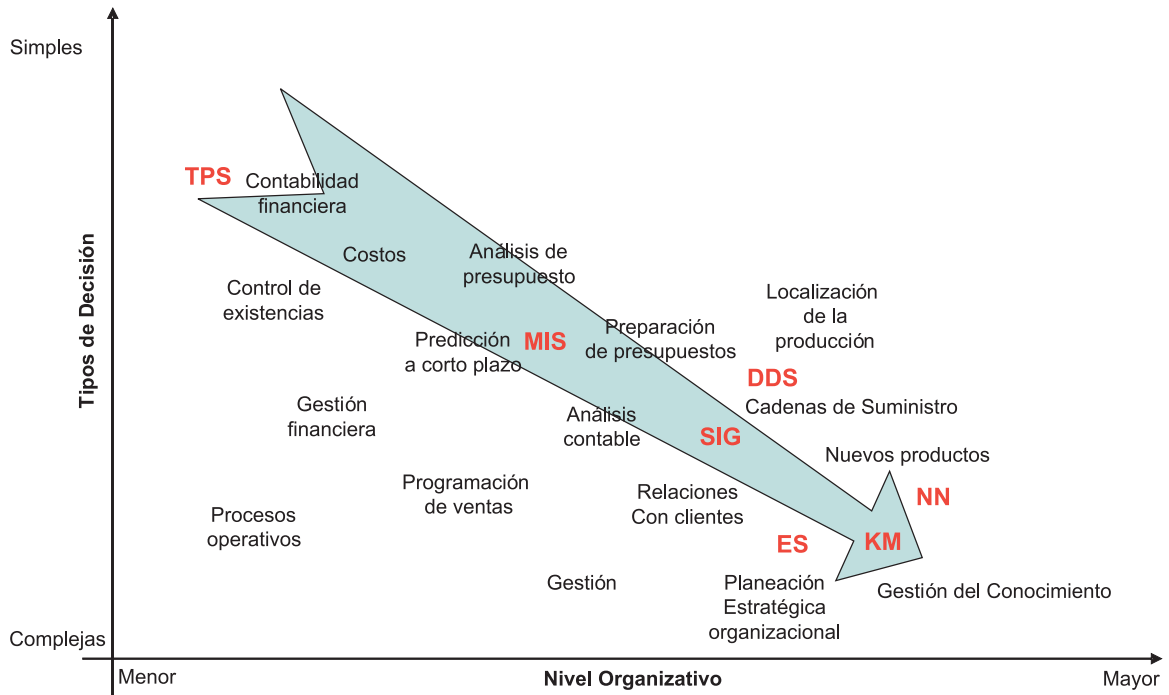 Simples
TPS
Contabilidad
financiera
Costos
Análisis de
presupuesto
Control de
existencias
Localización
de la
producción
Tipos de Decisión
Predicción
a corto plazo
MIS
Preparación
de presupuestos
DDS
Cadenas de Suministro
Gestión
financiera
Análisis
contable
SIG
Nuevos productos
Programación
de ventas
Relaciones
Con clientes
NN
Procesos
operativos
ES
KM
Gestión
Planeación
Estratégica
organizacional
Gestión del Conocimiento
Complejas
Menor
Nivel Organizativo
Mayor